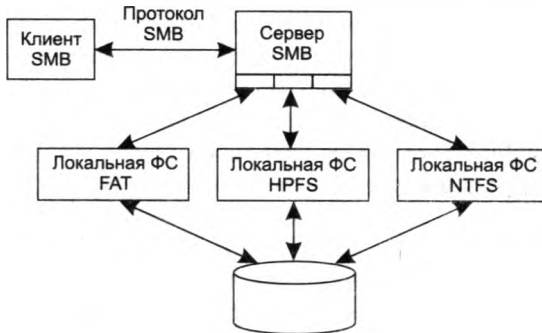 Протокол
SMB
Клиент
SMB
Сервер
SMB
Локальная ФС
FAT
Локальная ФС
HPFS
Локальная ФС
NTFS